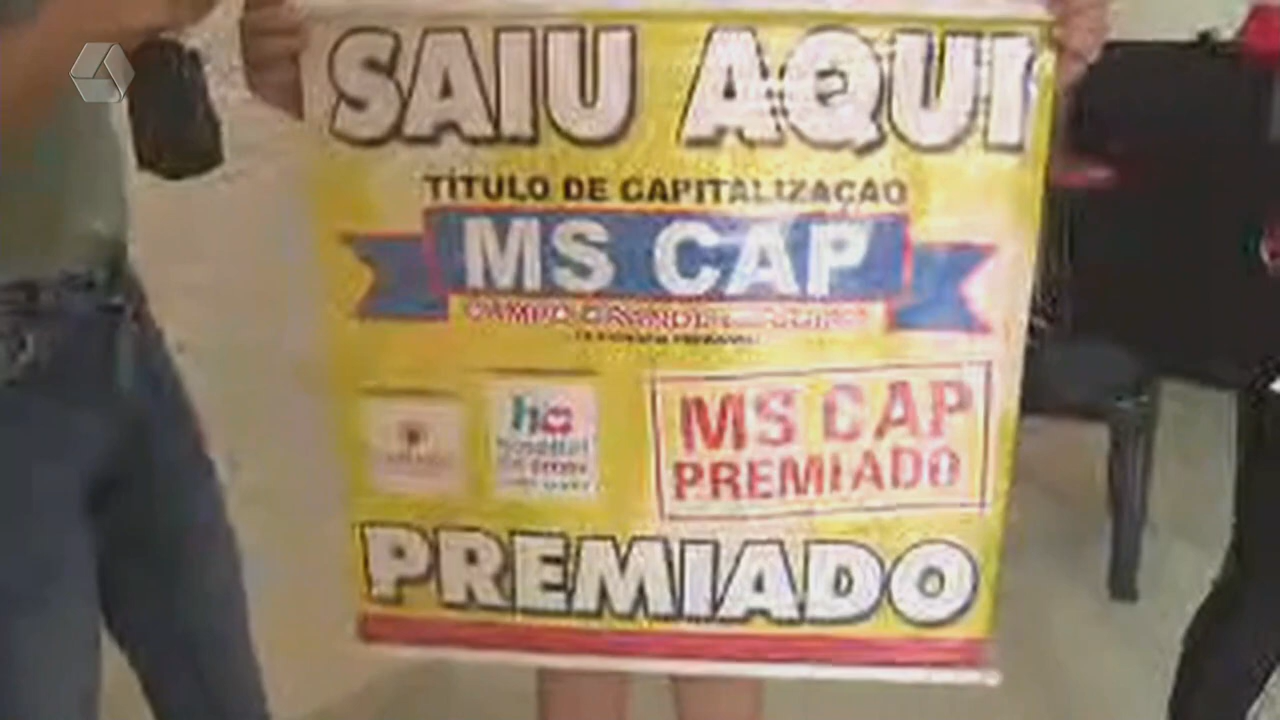 SAIU AQUI
TÍTULO DE CAPITALIZAÇÃO
MS CAP
MS CAP
PREMIADO
PREMIADO